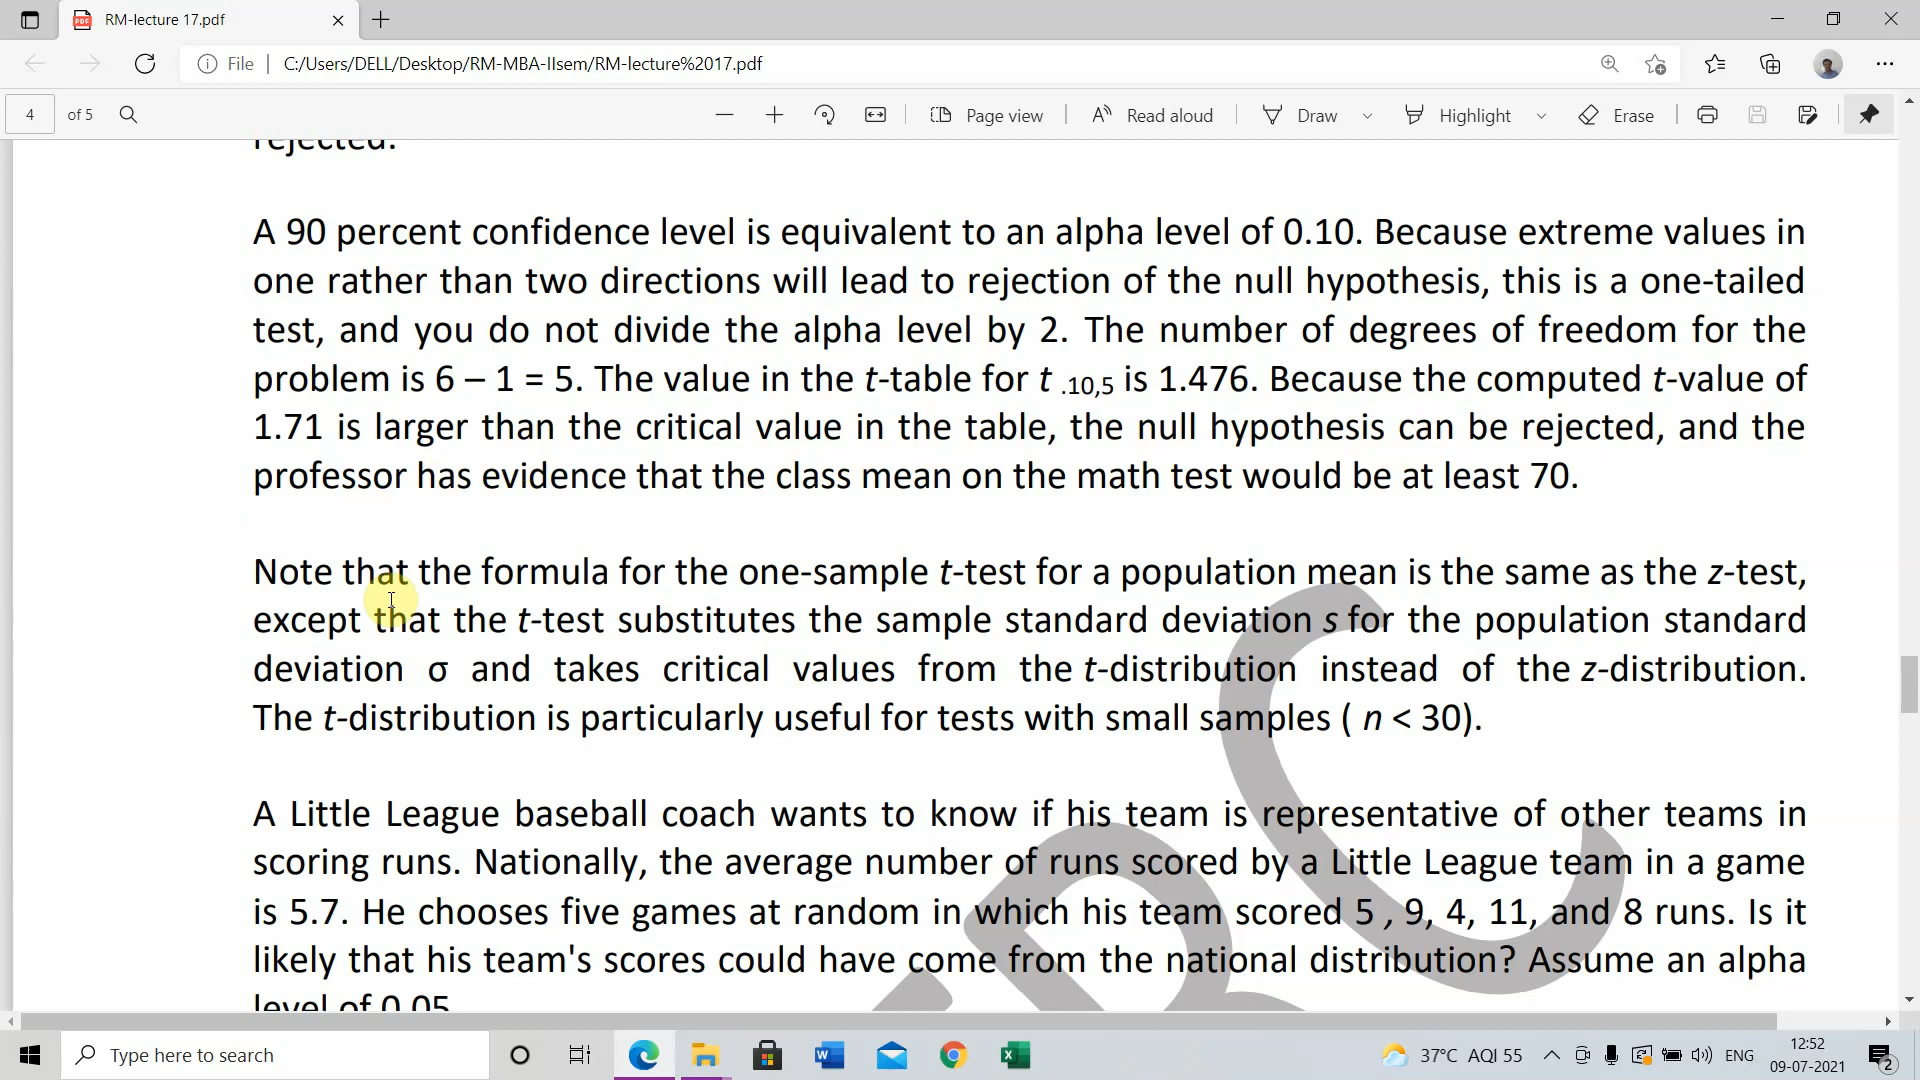 RM-lecture 17.pdf
File | C:/Users/DELL/Desktop/RM-MBA-IIsem/RM-lecture%2017.pdf
4 of 5 Page view Read aloud Draw Highlight Erase
rejected.
A 90 percent confidence level is equivalent to an alpha level of 0.10. Because extreme values in
one rather than two directions will lead to rejection of the null hypothesis, this is a one-tailed
test, and you do not divide the alpha level by 2. The number of degrees of freedom for the
problem is 6 – 1 = 5. The value in the t-table for t .10,5 is 1.476. Because the computed t-value of
1.71 is larger than the critical value in the table, the null hypothesis can be rejected, and the
professor has evidence that the class mean on the math test would be at least 70.
Note that the formula for the one-sample t-test for a population mean is the same as the z-test,
except that the t-test substitutes the sample standard deviation s for the population standard
deviation σ and takes critical values from the t-distribution instead of the z-distribution.
The t-distribution is particularly useful for tests with small samples ( n < 30).
A Little League baseball coach wants to know if his team is representative of other teams in
scoring runs. Nationally, the average number of runs scored by a Little League team in a game
is 5.7. He chooses five games at random in which his team scored 5 , 9, 4, 11, and 8 runs. Is it
likely that his team's scores could have come from the national distribution? Assume an alpha
level of 0.05.
Type here to search
37°C AQI 55
ENG
12:52
09-07-2021
2